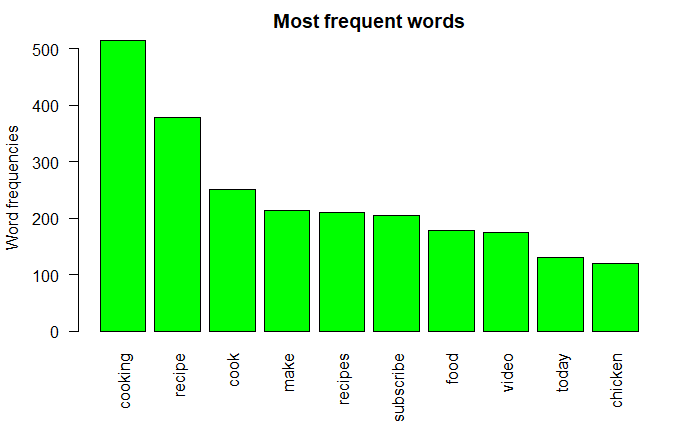 Most frequent words
Word frequencies
500
400
300
200
100
0
cooking
recipe
cook
make
recipes
subscribe
food
video
today
chicken